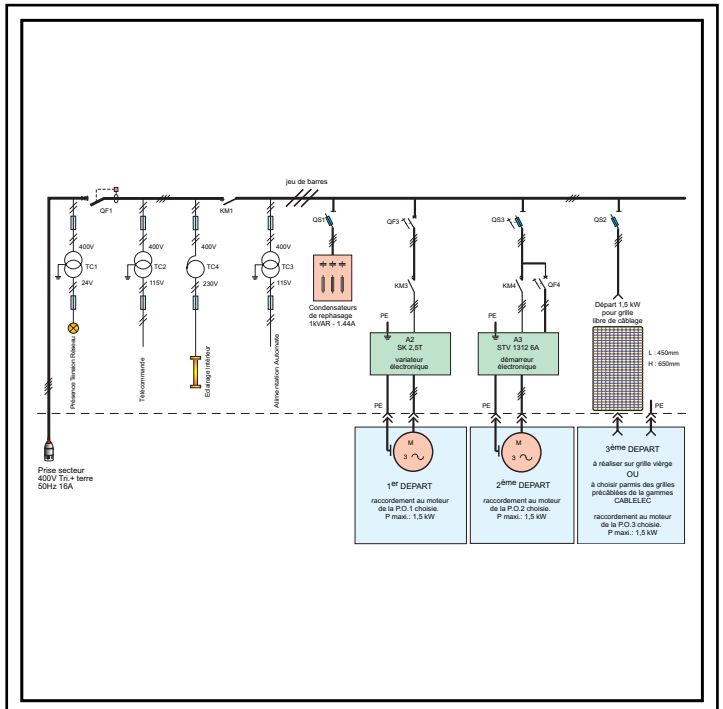 jeu de barres
QF1
KM1
QS1
QF3
QS3
QS2
400V
TC1
24V
400V
TC2
115V
400V
TC4
230V
400V
TC3
115V
Présence Tension Réseau
Télécommande
Eclairage intérieur
Alimentation Automate
Condensateurs
de rephasage
1kVAR - 1.44A
KM3
KM4
QF4
PE
A2
SK 2,5T
variateur
électronique
PE
A3
STV 1312 6A
démarreur
électronique
Départ 1,5 kW
pour grille
libre de câblage
L : 450mm
H : 650mm
PE
PE
PE
Prise secteur
400V Tri.+ terre
50Hz 16A
M
3
1er DEPART
raccordement au moteur
de la P.O.1 choisie.
P maxi.: 1,5 kW
M
3
2ème DEPART
raccordement au moteur
de la P.O.2 choisie.
P maxi.: 1,5 kW
3ème DEPART
à réaliser sur grille vièrge
OU
à choisir parmis des grilles
précâblées de la gammes
CABLELEC
raccordement au moteur
de la P.O.3 choisie.
P maxi.: 1,5 kW